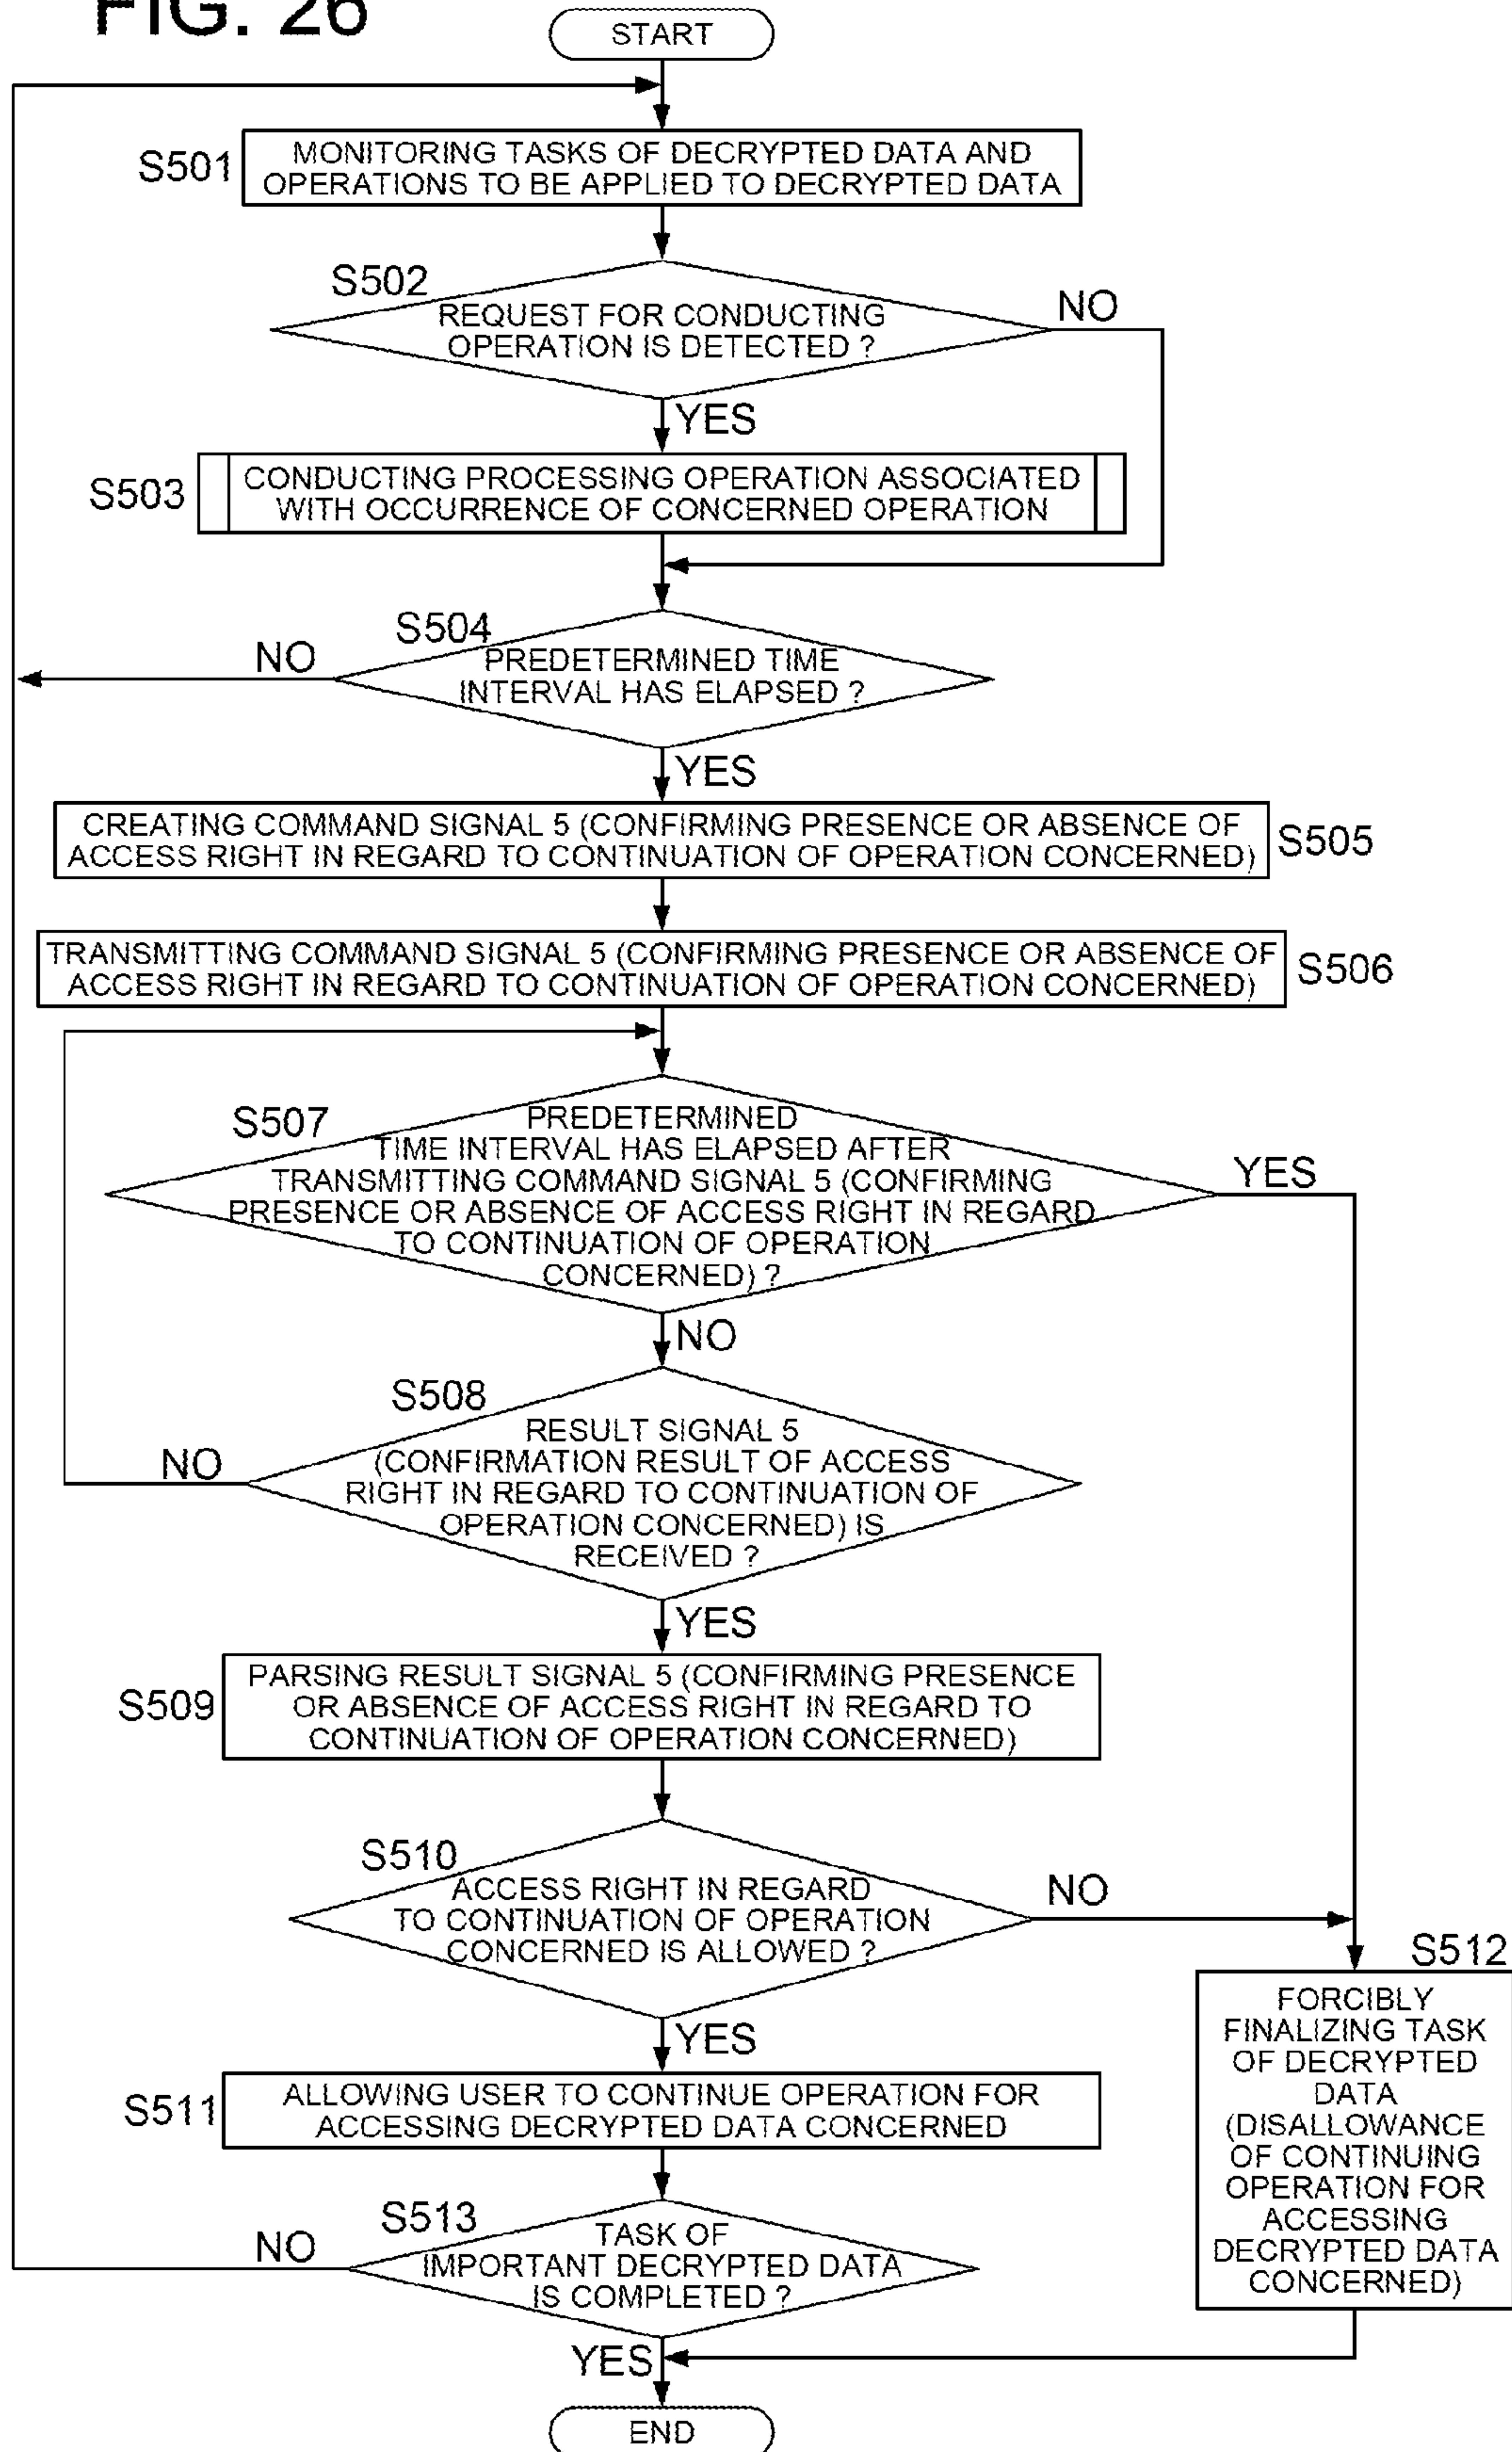 FIG. 26
START
S501
MONITORING TASKS OF DECRYPTED DATA AND
OPERATIONS TO BE APPLIED TO DECRYPTED DATA
S502
REQUEST FOR CONDUCTING
OPERATION IS DETECTED ?
NO
YES
S503
CONDUCTING PROCESSING OPERATION ASSOCIATED
WITH OCCURRENCE OF CONCERNED OPERATION
S504
NO
PREDETERMINED TIME
INTERVAL HAS ELAPSED ?
YES
CREATING COMMAND SIGNAL 5 (CONFIRMING PRESENCE OR ABSENCE OF
ACCESS RIGHT IN REGARD TO CONTINUATION OF OPERATION CONCERNED)
S505
TRANSMITTING COMMAND SIGNAL 5 (CONFIRMING PRESENCE OR ABSENCE OF
ACCESS RIGHT IN REGARD TO CONTINUATION OF OPERATION CONCERNED)
S506
S507
PREDETERMINED
TIME INTERVAL HAS ELAPSED AFTER
TRANSMITTING COMMAND SIGNAL 5 (CONFIRMING
PRESENCE OR ABSENCE OF ACCESS RIGHT IN REGARD
TO CONTINUATION OF OPERATION
CONCERNED) ?
YES
NO
S508
RESULT SIGNAL 5
(CONFIRMATION RESULT OF ACCESS
RIGHT IN REGARD TO CONTINUATION OF
OPERATION CONCERNED) IS
RECEIVED ?
NO
YES
S509
PARSING RESULT SIGNAL 5 (CONFIRMING PRESENCE
OR ABSENCE OF ACCESS RIGHT IN REGARD TO
CONTINUATION OF OPERATION CONCERNED)
S510
ACCESS RIGHT IN REGARD
TO CONTINUATION OF OPERATION
CONCERNED IS ALLOWED ?
NO
YES
S512
FORCIBLY
FINALIZING TASK
OF DECRYPTED
DATA
(DISALLOWANCE
OF CONTINUING
OPERATION FOR
ACCESSING
DECRYPTED DATA
CONCERNED)
S511
ALLOWING USER TO CONTINUE OPERATION FOR
ACCESSING DECRYPTED DATA CONCERNED
S513
NO
TASK OF
IMPORTANT DECRYPTED DATA
IS COMPLETED ?
YES
END